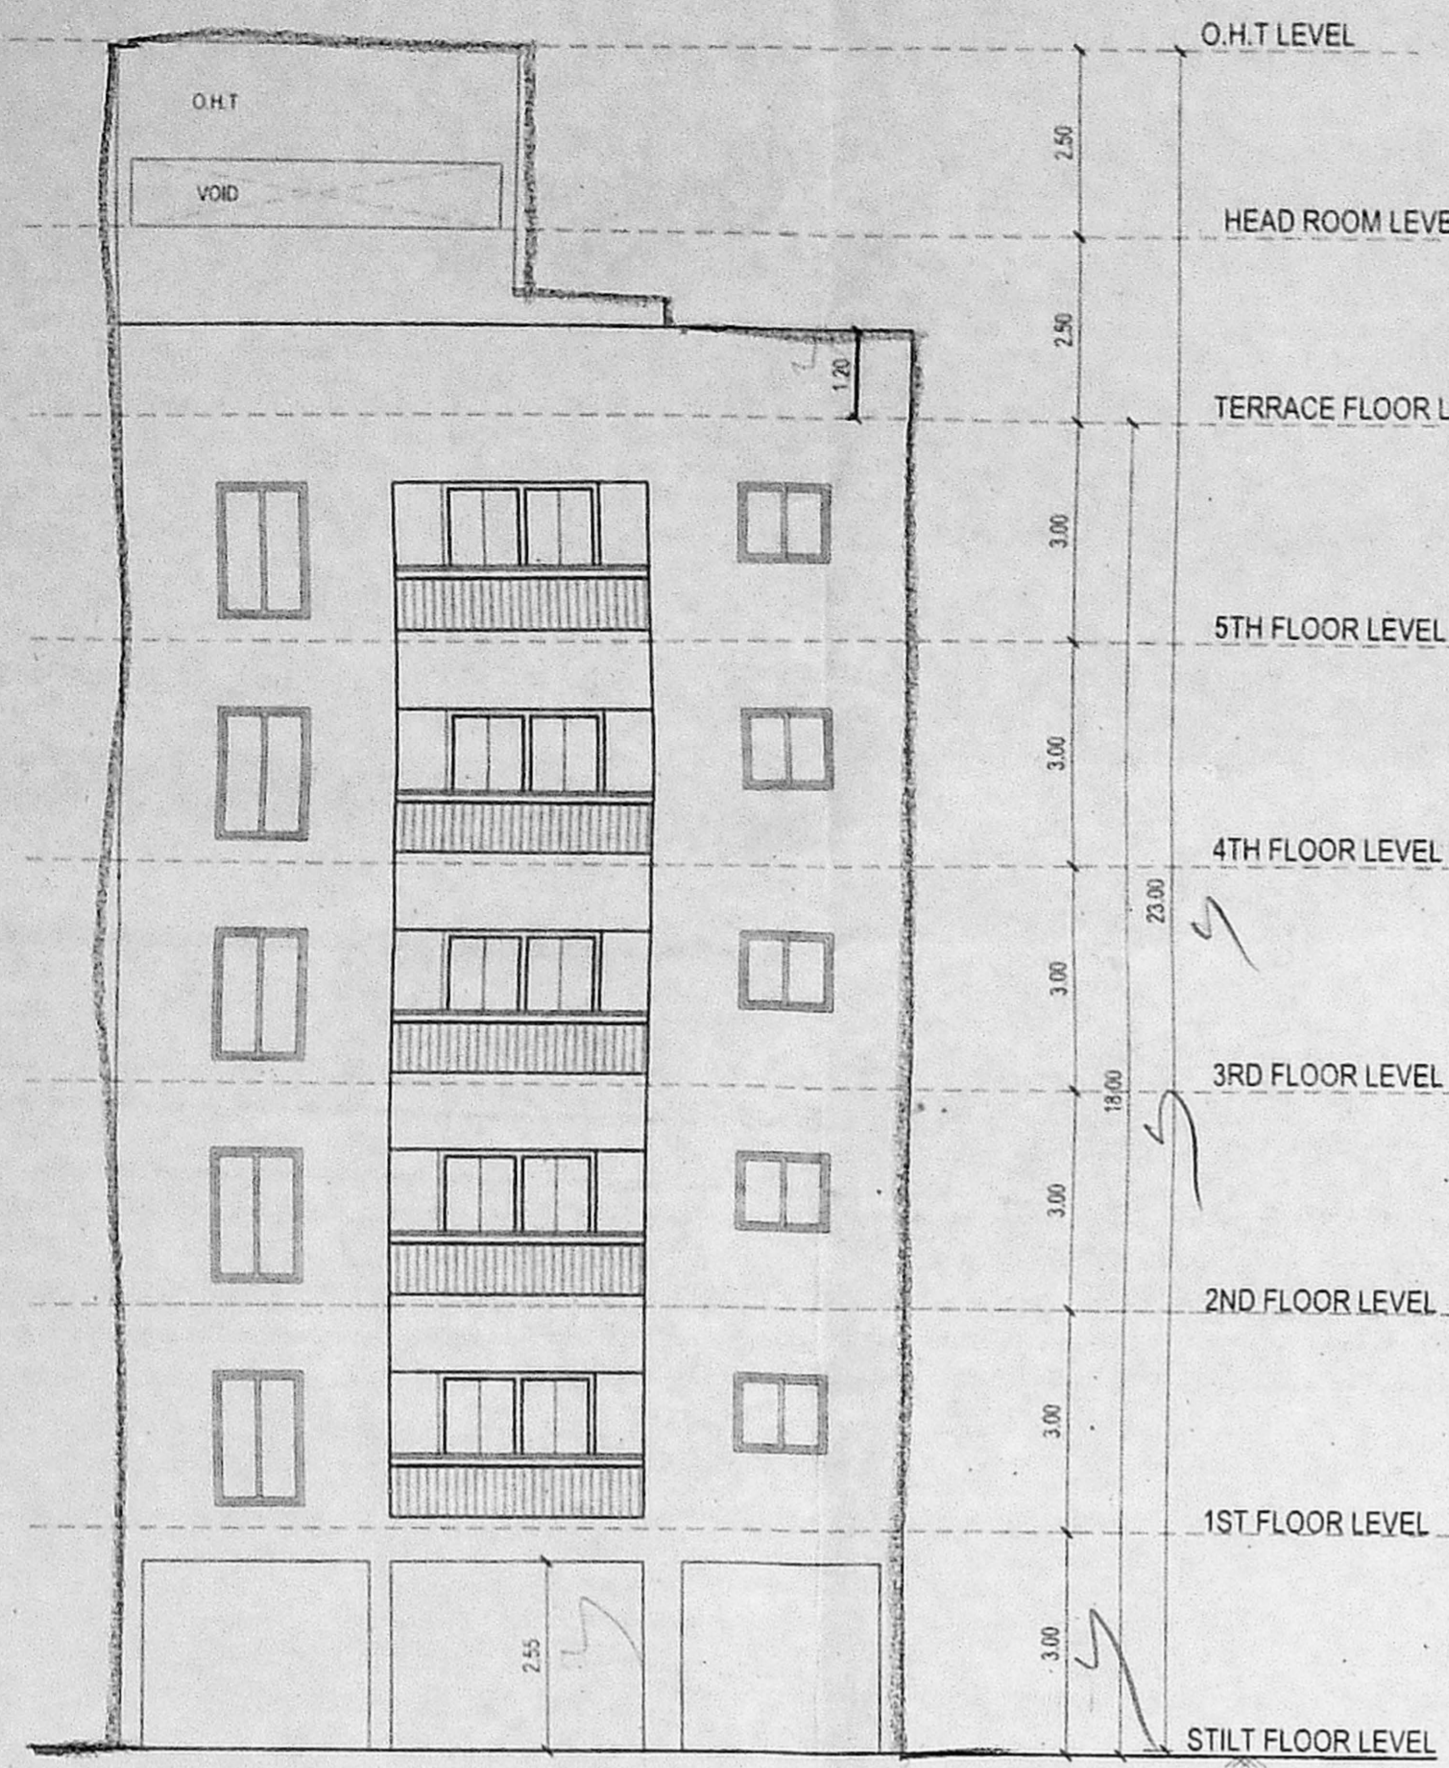 O.H.T LEVEL
O.H.T
2.50
VOID
HEAD ROOM LEVE
2.50
1.20
TERRACE FLOOR L
3.00
5TH FLOOR LEVEL
3.00
4TH FLOOR LEVEL
23.00
3.00
3RD FLOOR LEVEL
18.00
3.00
2ND FLOOR LEVEL
3.00
1ST FLOOR LEVEL
2.55
3.00
STILT FLOOR LEVEL